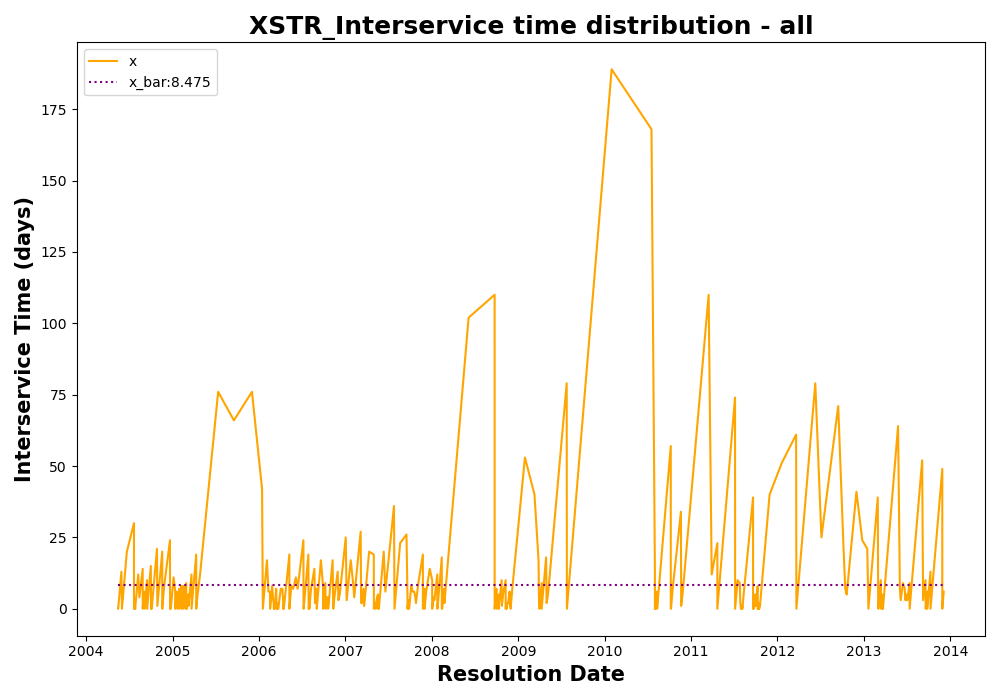 XSTR_Interservice time distribution - all
x
x_bar:8.475
Interservice Time (days)
175
150
125
100
75
50
25
0
2004 2005 2006 2007 2008 2009 2010 2011 2012 2013 2014
Resolution Date